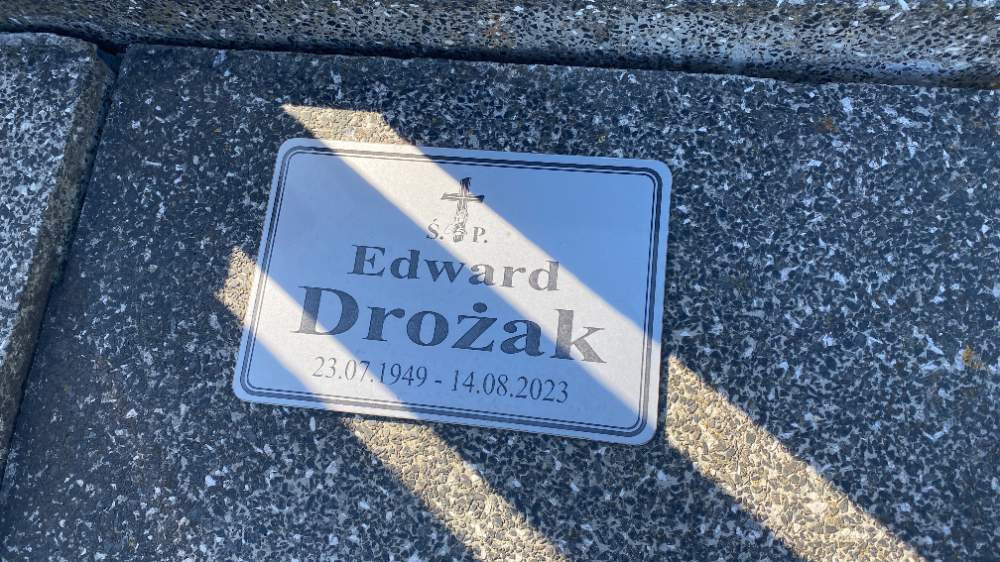 Ś. P.
Edward
Drożak
23.07.1949 - 14.08.2023